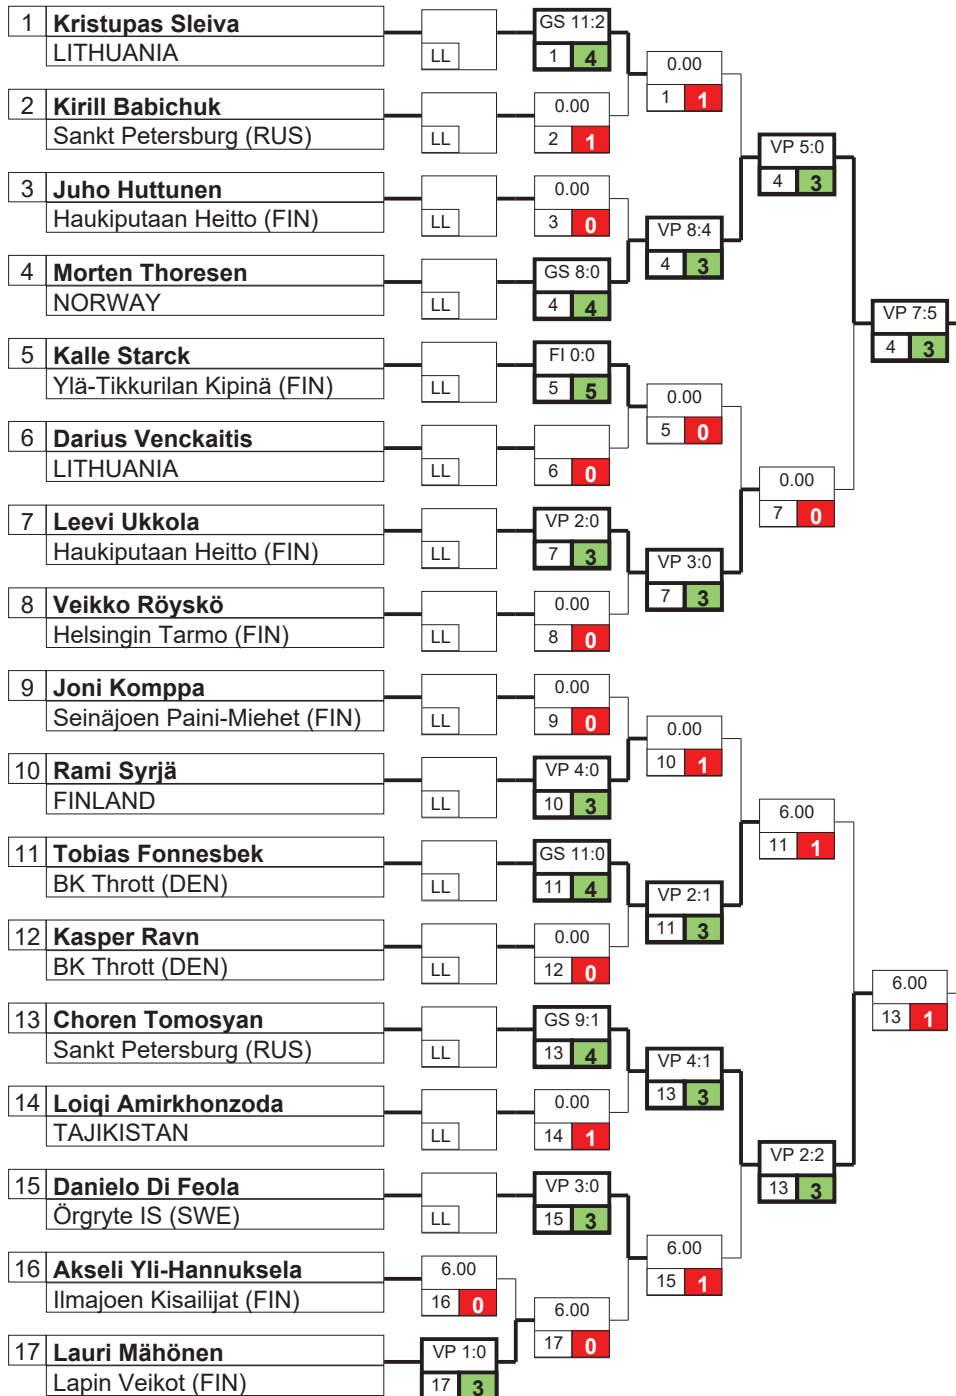 1 Kristupas Sleiva
LITHUANIA
LL
GS 11:2
1 4
0.00
1 1
2 Kirill Babichuk
Sankt Petersburg (RUS)
LL
0.00
2 1
VP 5:0
4 3
3 Juho Huttunen
Haukiputaan Heitto (FIN)
LL
0.00
3 0
VP 8:4
4 3
4 Morten Thoresen
NORWAY
LL
GS 8:0
4 4
VP 7:5
4 3
5 Kalle Starck
Ylä-Tikkurilan Kipinä (FIN)
LL
FI 0:0
5 5
0.00
5 0
6 Darius Venckaitis
LITHUANIA
LL
6 0
0.00
7 0
7 Leevi Ukkola
Haukiputaan Heitto (FIN)
LL
VP 2:0
7 3
VP 3:0
7 3
8 Veikko Röyskö
Helsingin Tarmo (FIN)
LL
0.00
8 0
9 Joni Komppa
Seinäjoen Paini-Miehet (FIN)
LL
0.00
9 0
0.00
10 1
10 Rami Syrjä
FINLAND
LL
VP 4:0
10 3
6.00
11 1
11 Tobias Fonnesbek
BK Thrott (DEN)
LL
GS 11:0
11 4
VP 2:1
11 3
12 Kasper Ravn
BK Thrott (DEN)
LL
0.00
12 0
6.00
13 1
13 Choren Tomosyan
Sankt Petersburg (RUS)
LL
GS 9:1
13 4
VP 4:1
13 3
14 Loiqi Amirkhonzoda
TAJIKISTAN
LL
0.00
14 1
VP 2:2
13 3
15 Danielo Di Feola
Örgryte IS (SWE)
LL
VP 3:0
15 3
6.00
15 1
16 Akseli Yli-Hannuksela
Ilmajoen Kisailijat (FIN)
6.00
16 0
6.00
17 0
17 Lauri Mähönen
Lapin Veikot (FIN)
VP 1:0
17 3